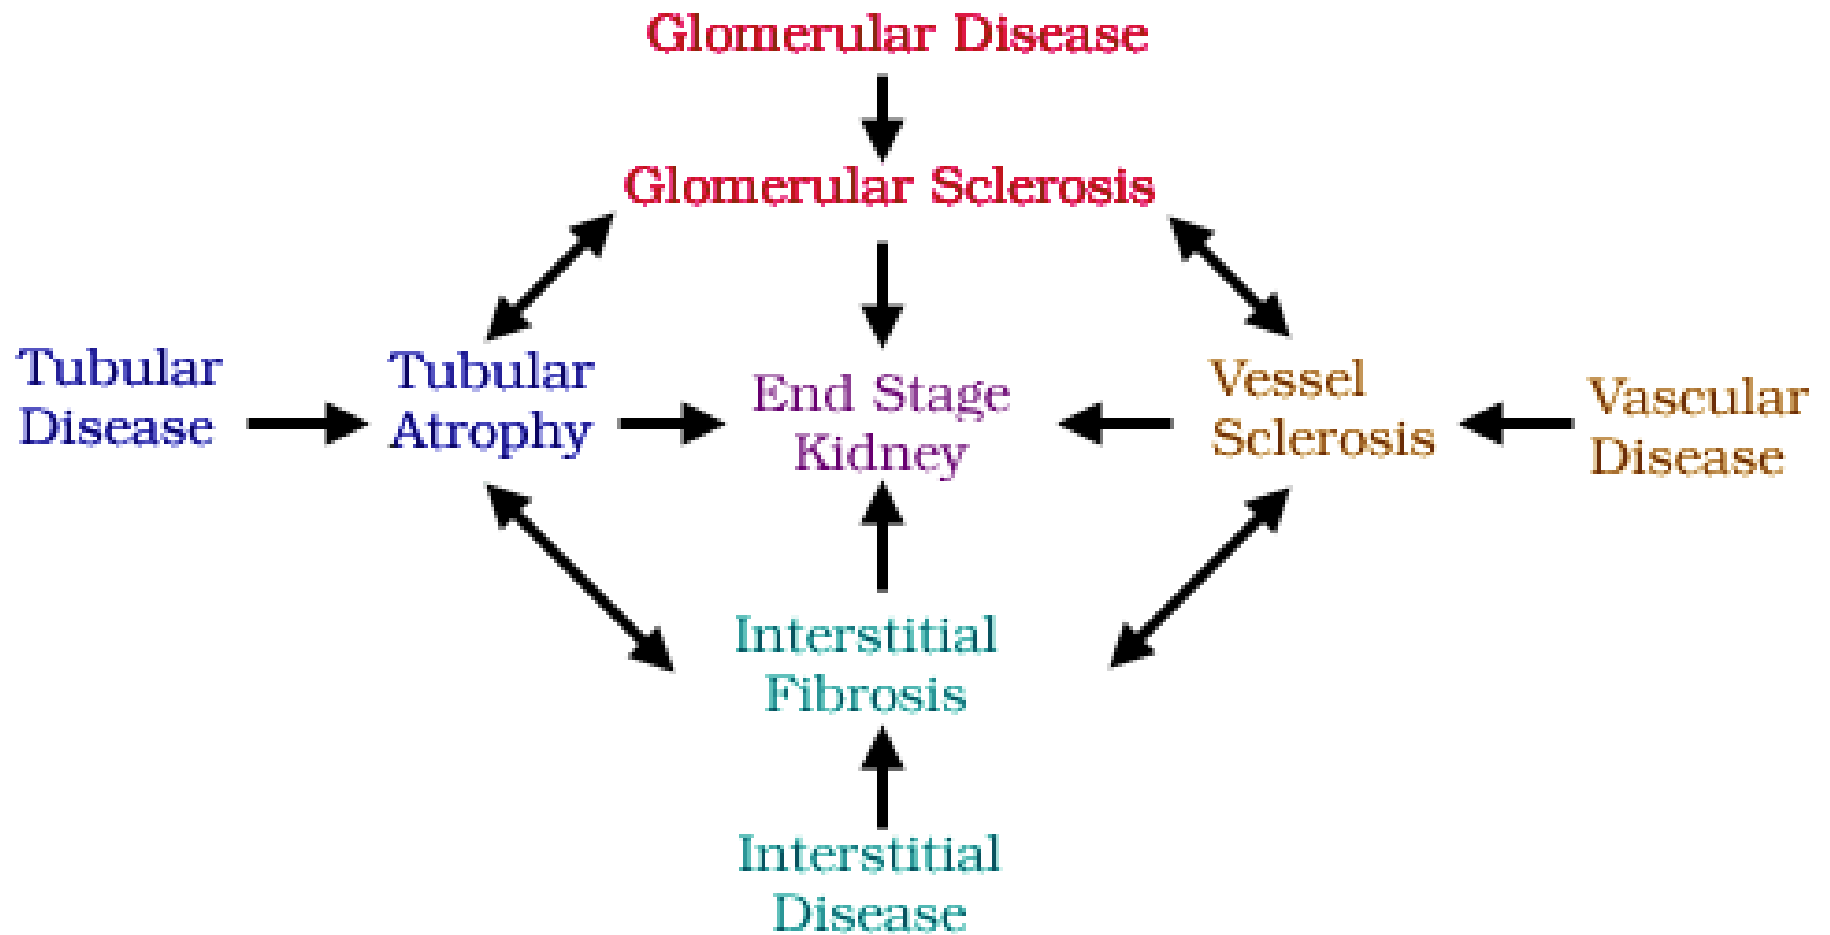 Glomerular Disease
Glomerular Sclerosis
Tubular
Disease
Tubular
Atrophy
End Stage
Kidney
Vessel
Sclerosis
Vascular
Disease
Interstitial
Fibrosis
Interstitial
Disease